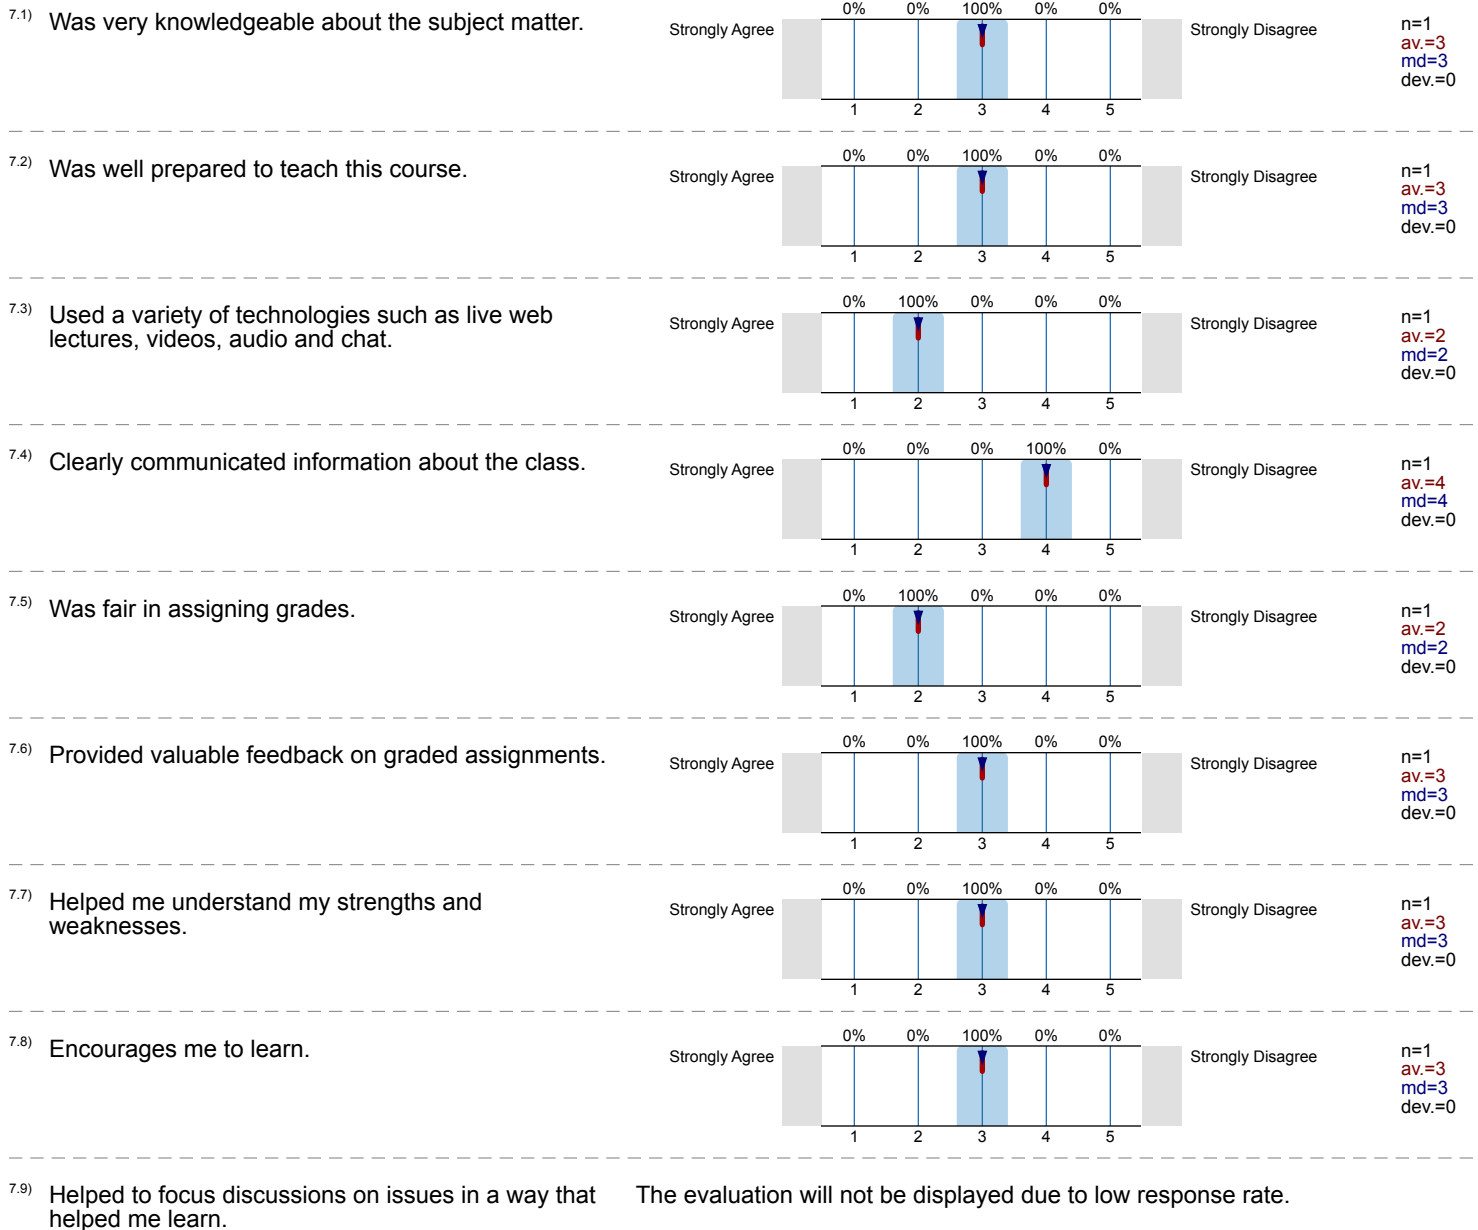 7.1) Was very knowledgeable about the subject matter.
Strongly Agree
0% 0% 100% 0% 0%
1 2 3 4 5
Strongly Disagree
n=1
av.=3
md=3
dev.=0
7.2) Was well prepared to teach this course.
Strongly Agree
0% 0% 100% 0% 0%
1 2 3 4 5
Strongly Disagree
n=1
av.=3
md=3
dev.=0
7.3) Used a variety of technologies such as live web
lectures, videos, audio and chat.
Strongly Agree
0% 100% 0% 0% 0%
1 2 3 4 5
Strongly Disagree
n=1
av.=2
md=2
dev.=0
7.4) Clearly communicated information about the class.
Strongly Agree
0% 0% 0% 100% 0%
1 2 3 4 5
Strongly Disagree
n=1
av.=4
md=4
dev.=0
7.5) Was fair in assigning grades.
Strongly Agree
0% 100% 0% 0% 0%
1 2 3 4 5
Strongly Disagree
n=1
av.=2
md=2
dev.=0
7.6) Provided valuable feedback on graded assignments.
Strongly Agree
0% 0% 100% 0% 0%
1 2 3 4 5
Strongly Disagree
n=1
av.=3
md=3
dev.=0
7.7) Helped me understand my strengths and
weaknesses.
Strongly Agree
0% 0% 100% 0% 0%
1 2 3 4 5
Strongly Disagree
n=1
av.=3
md=3
dev.=0
7.8) Encourages me to learn.
Strongly Agree
0% 0% 100% 0% 0%
1 2 3 4 5
Strongly Disagree
n=1
av.=3
md=3
dev.=0
7.9) Helped to focus discussions on issues in a way that
helped me learn.
The evaluation will not be displayed due to low response rate.